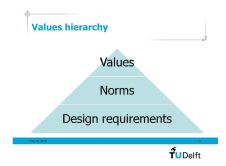 Values hierarchy
Values
Norms
Design requirements
TUDelft